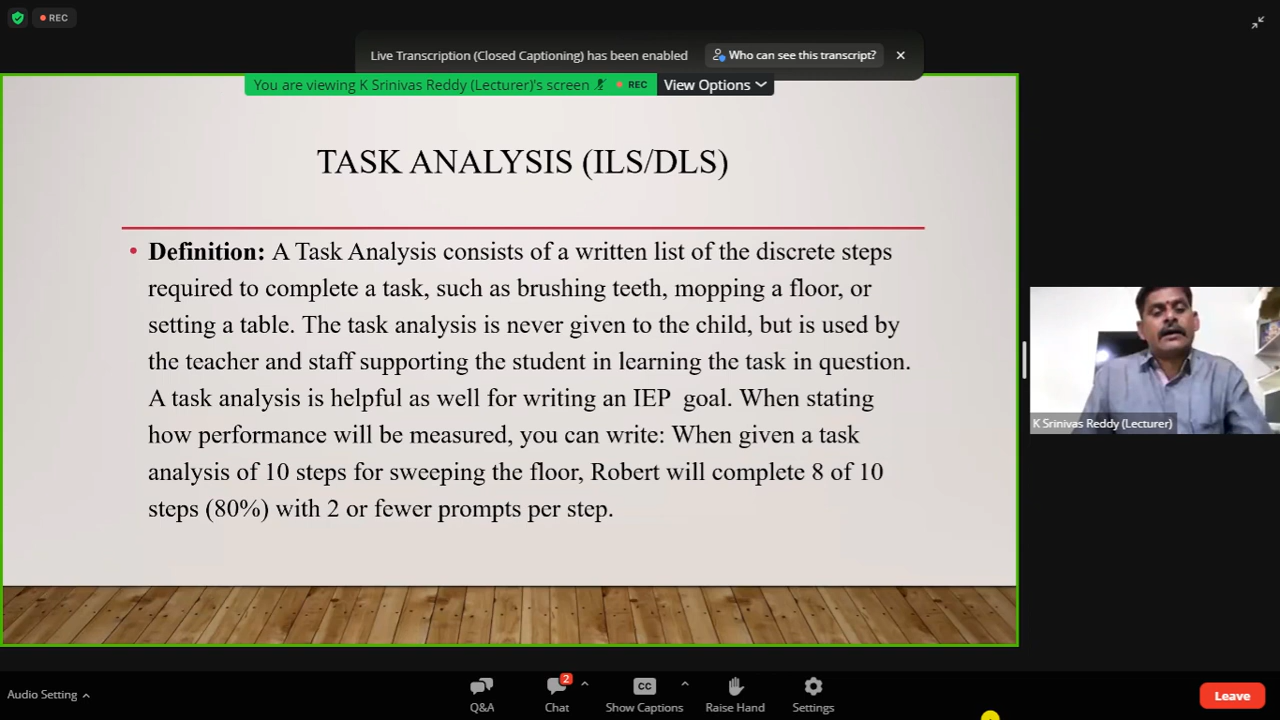 REC
Live Transcription (Closed Captioning) has been enabled
Who can see this transcript?
You are viewing K Srinivas Reddy (Lecturer)'s screen
REC
View Options
TASK ANALYSIS (ILS/DLS)
• Definition: A Task Analysis consists of a written list of the discrete steps
required to complete a task, such as brushing teeth, mopping a floor, or
setting a table. The task analysis is never given to the child, but is used by
the teacher and staff supporting the student in learning the task in question.
A task analysis is helpful as well for writing an IEP goal. When stating
how performance will be measured, you can write: When given a task
analysis of 10 steps for sweeping the floor, Robert will complete 8 of 10
steps (80%) with 2 or fewer prompts per step.
K Srinivas Reddy (Lecturer)
Audio Setting
Q&A
2
Chat
CC
Show Captions
Raise Hand
Settings
Leave